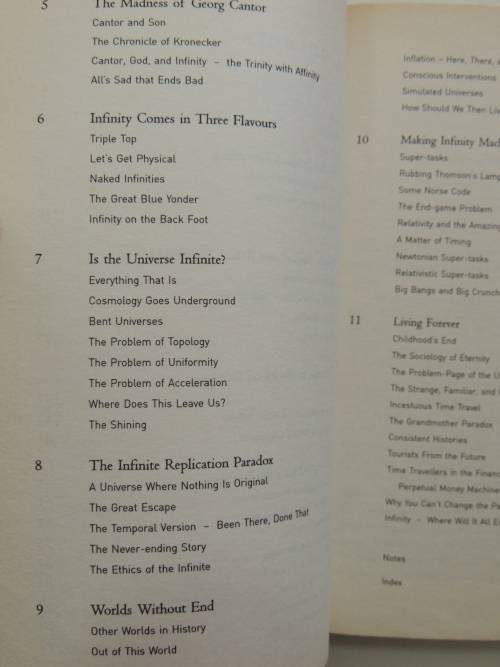 5 The Madness of Georg Cantor
Cantor and Son
The Chronicle of Kronecker
Cantor, God, and Infinity – the Trinity with Affinity
All's Sad that Ends Bad
6 Infinity Comes in Three Flavours
Triple Top
Let's Get Physical
Naked Infinities
The Great Blue Yonder
Infinity on the Back Foot
7 Is the Universe Infinite?
Everything That Is
Cosmology Goes Underground
Bent Universes
The Problem of Topology
The Problem of Uniformity
The Problem of Acceleration
Where Does This Leave Us?
The Shining
8 The Infinite Replication Paradox
A Universe Where Nothing Is Original
The Great Escape
The Temporal Version – Been There, Done That
The Never-ending Story
The Ethics of the Infinite
9 Worlds Without End
Other Worlds in History
Out of This World
Inflation – Here, There,
Conscious Interventions
Simulated Universes
How Should We Then
10 Making Infinity
Super-tasks
Rubbing Thomson's
Some Norse Code
The End-game Problem
Relativity and the Amazing
A Matter of Timing
Newtonian Super-tasks
Relativistic Super-tasks
Big Bangs and Big
11 Living Forever
Childhood's End
The Sociology of Eternity
The Problem-Page of the
The Strange, Familiar, and
Incestuous Time Travel
The Grandmother Paradox
Consistent Histories
Tourists From the Future
Time Travellers in the
Perpetual Money Machine
Why You Can't Change the
Infinity – Where Will It All
Notes
Index